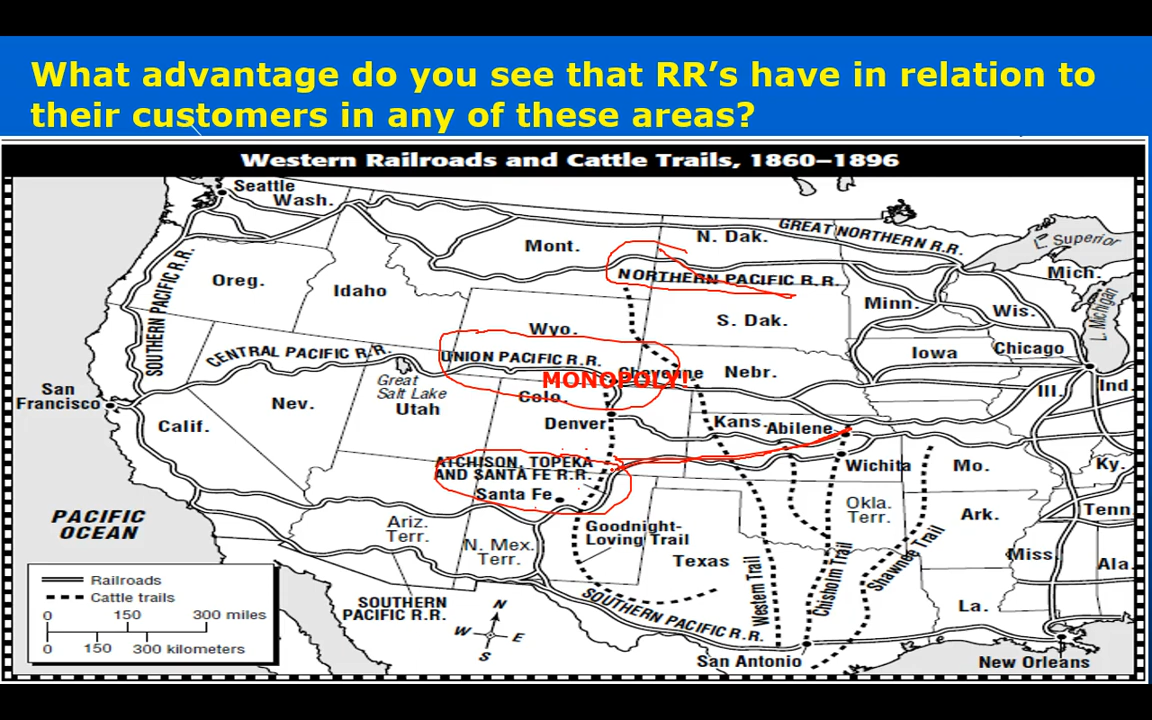 What advantage do you see that RR's have in relation to
their customers in any of these areas?
Western Railroads and Cattle Trails, 1860–1896
Seattle
Wash.
Mont.
N. Dak.
GREAT NORTHERN R.R.
L. Superior
NORTHERN PACIFIC R.R.
Mich.
SOUTHERN PACIFIC R.R.
Oreg.
Idaho
Minn.
Wis.
L. Michigan
S. Dak.
Wyo.
CENTRAL PACIFIC R.R.
UNION PACIFIC R.R.
Iowa
Chicago
Great
Salt Lake
Cheyenne
MONOPOLY!
Nebr.
San
Francisco
Nev.
Utah
Colo.
Ill.
Ind.
Calif.
Denver
Kans.
Abilene
ATCHISON, TOPEKA
AND SANTA FE R.R.
Wichita
Mo.
Ky.
Santa Fe
PACIFIC
OCEAN
Ariz.
Terr.
N. Mex.
Terr.
Goodnight-
Loving Trail
Okla.
Terr.
Ark.
Tenn.
Texas
Western Trail
Chisholm Trail
Shawnee Trail
Miss.
Ala.
Railroads
Cattle trails
0 150 300 miles
0 150 300 kilometers
SOUTHERN
PACIFIC R.R.
N
W E
S
SOUTHERN PACIFIC R.R.
La.
San Antonio
New Orleans